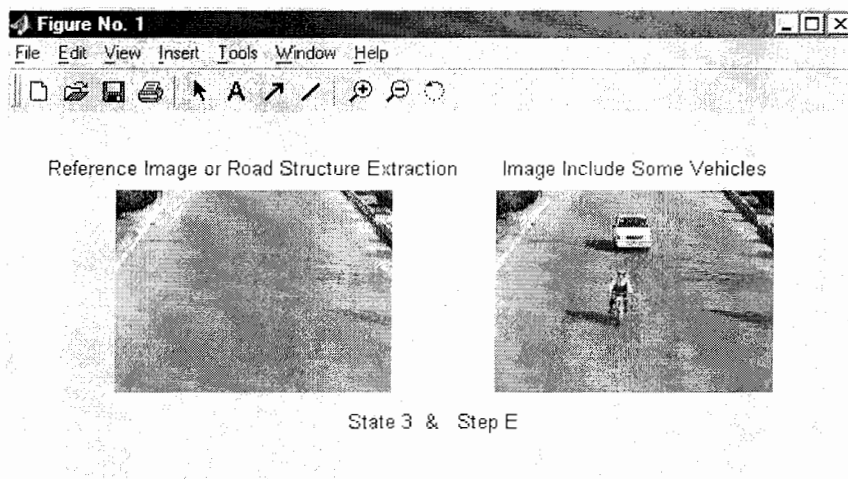 Figure No. 1
File Edit View Insert Tools Window Help
A
Reference Image or Road Structure Extraction
Image Include Some Vehicles
State 3 & Step E